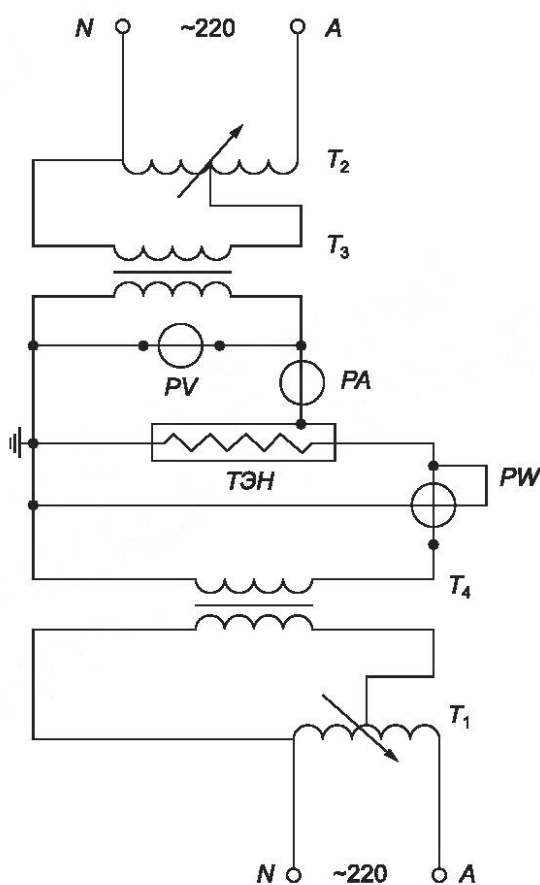 N ~220 A
T₂
T₃
PV
PA
ТЭН
PW
T₄
T₁
N ~220 A